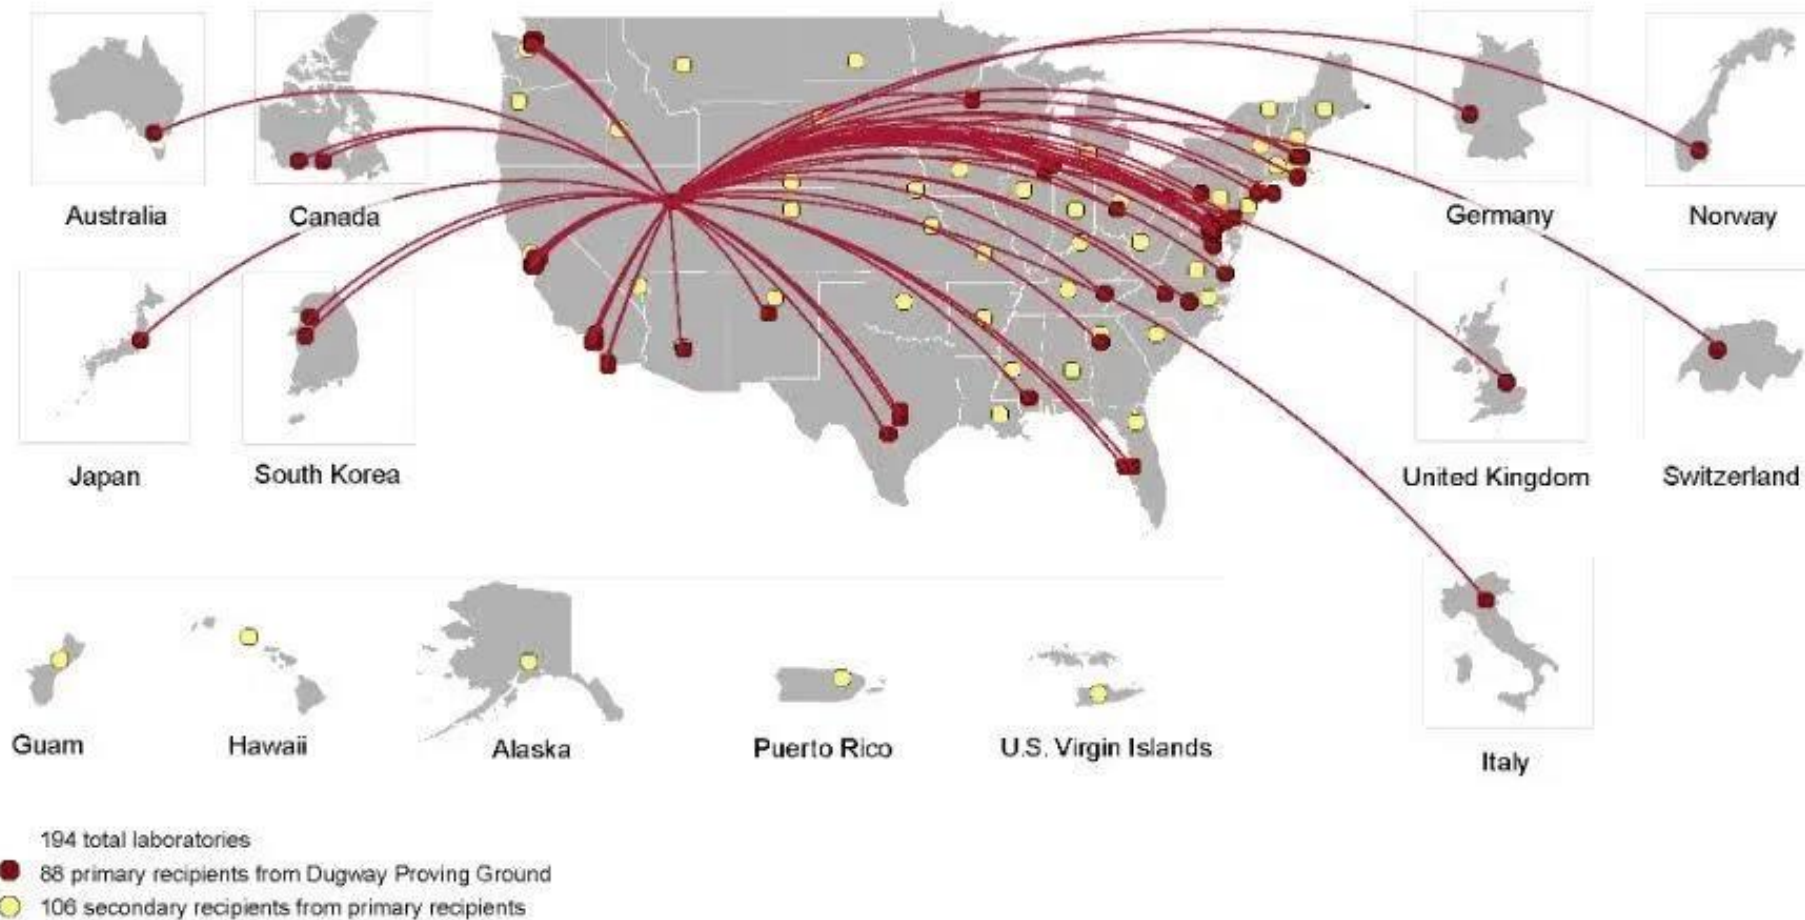 Australia
Canada
Germany
Norway
Japan
South Korea
United Kingdom
Switzerland
Guam
Hawaii
Alaska
Puerto Rico
U.S. Virgin Islands
Italy
194 total laboratories
88 primary recipients from Dugway Proving Ground
106 secondary recipients from primary recipients